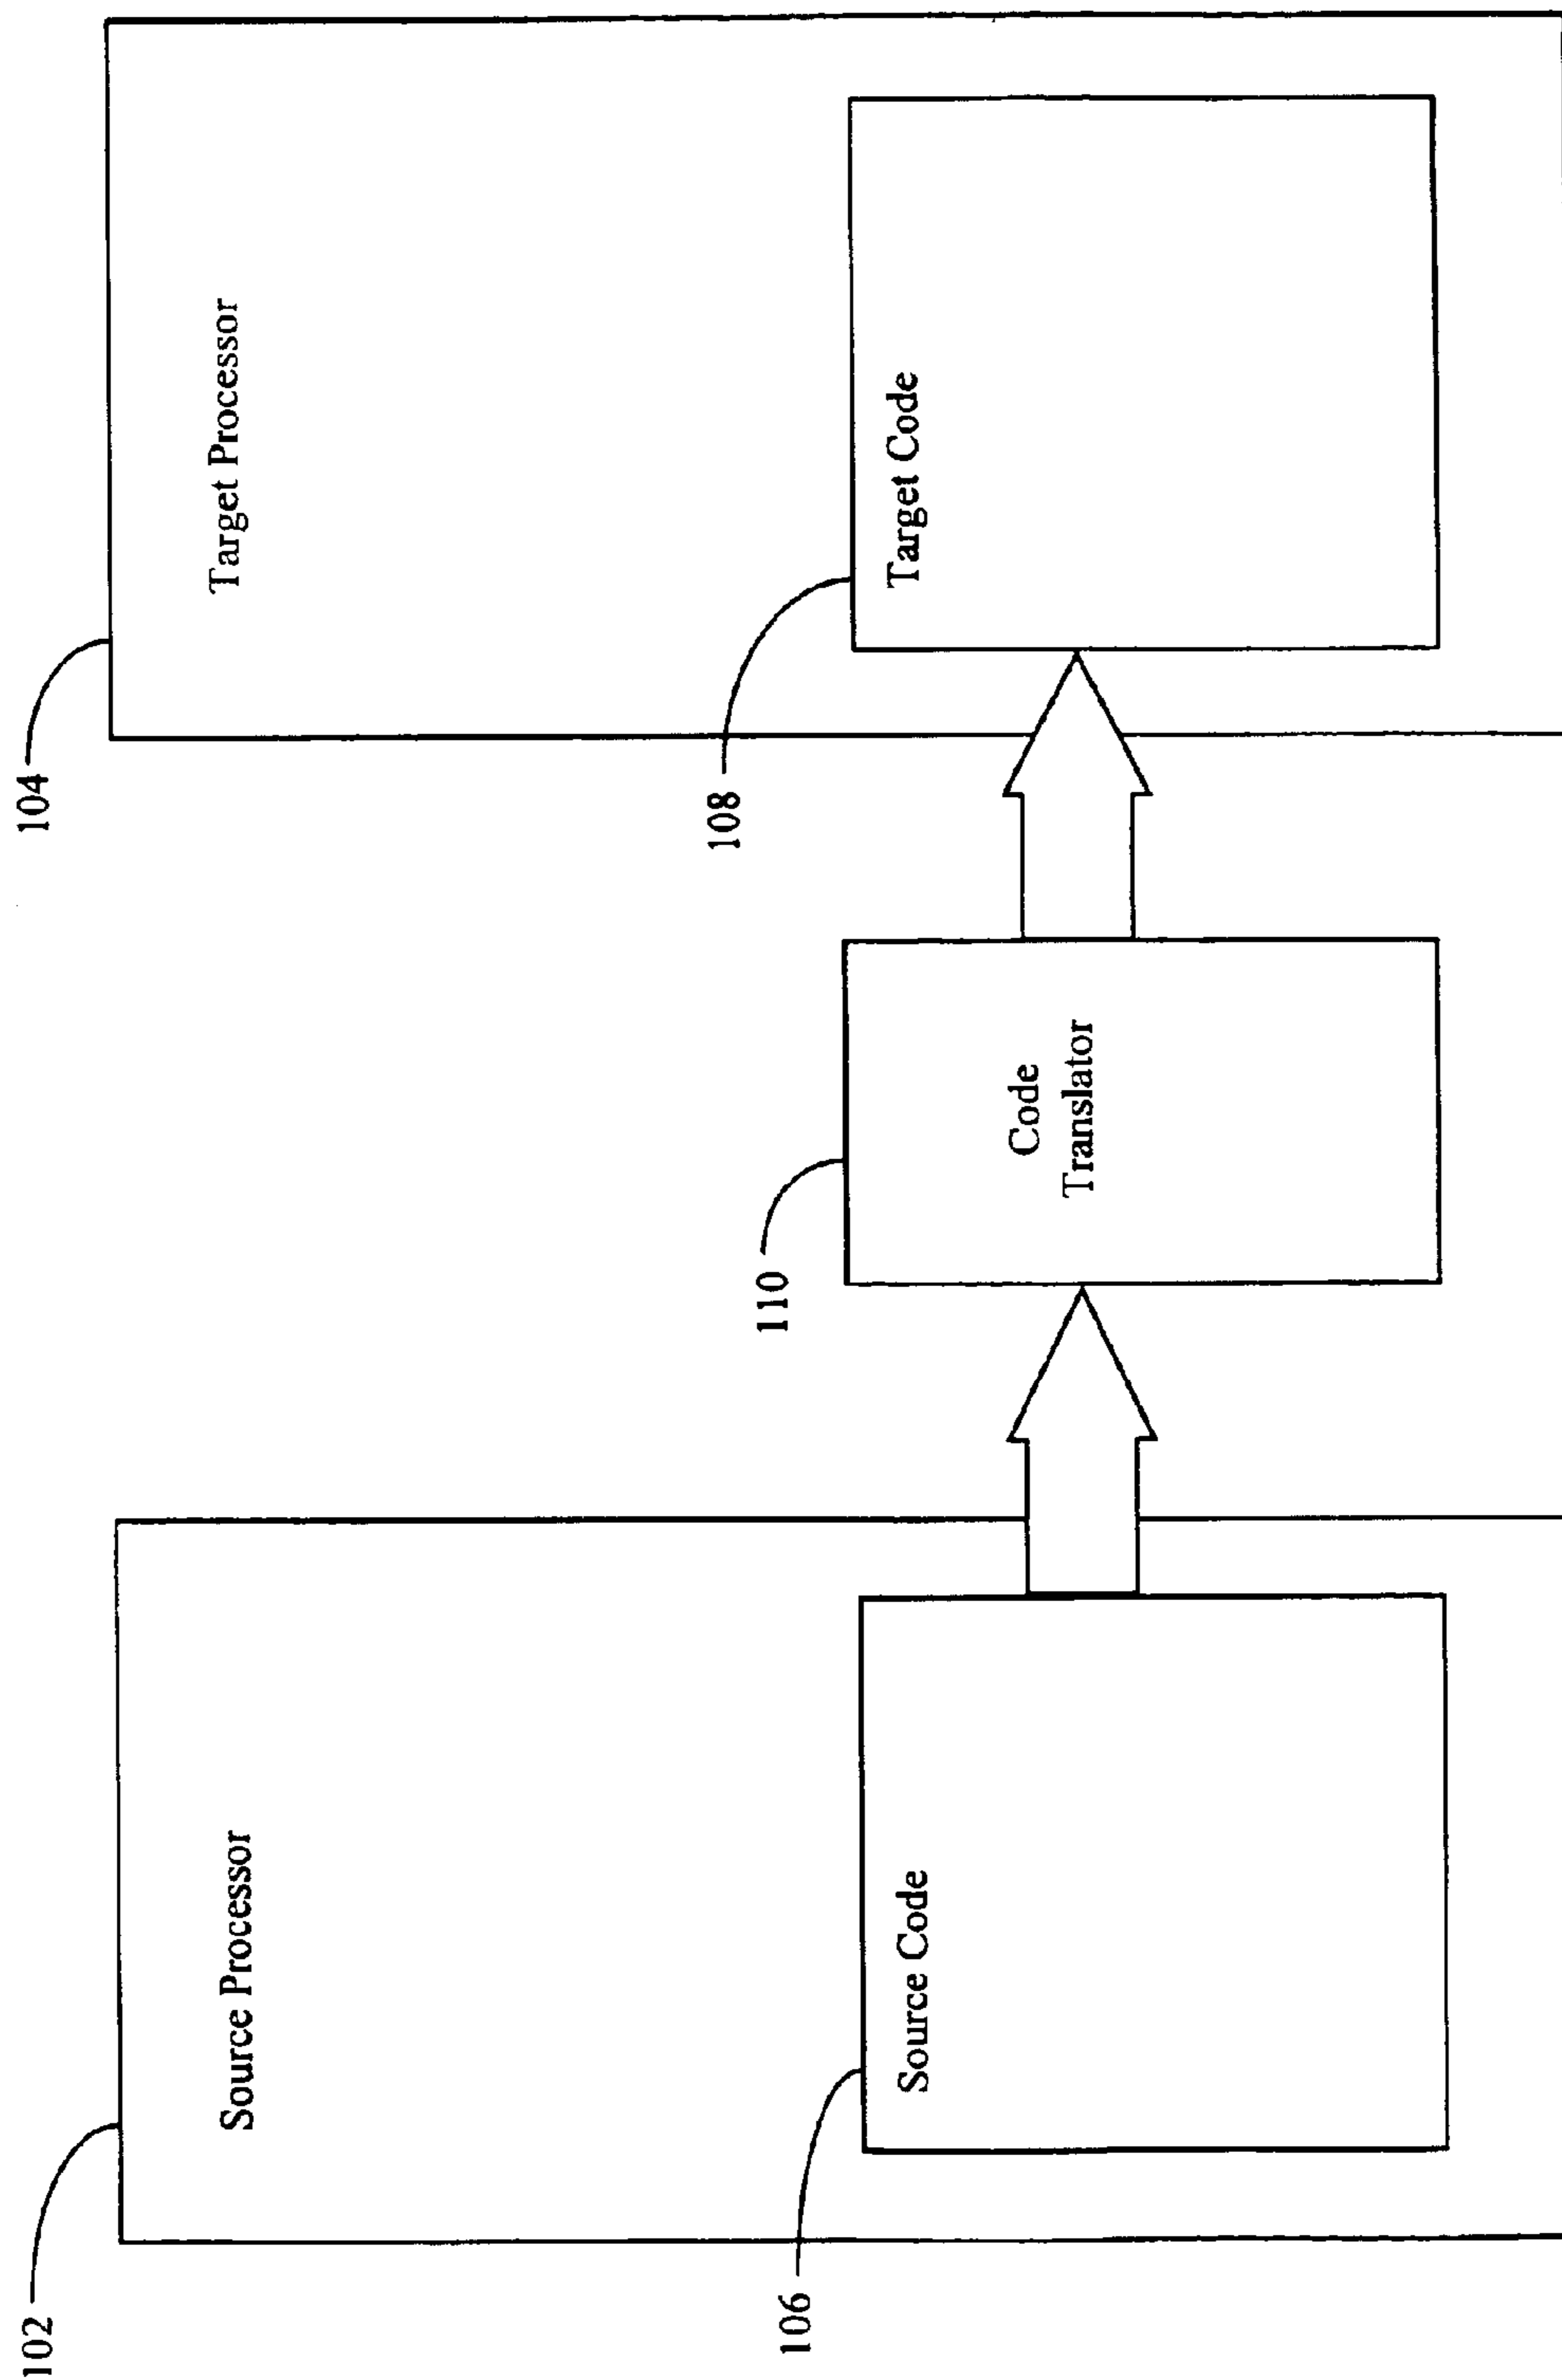 102
Source Processor
106
Source Code
110
Code
Translator
104
Target Processor
108
Target Code